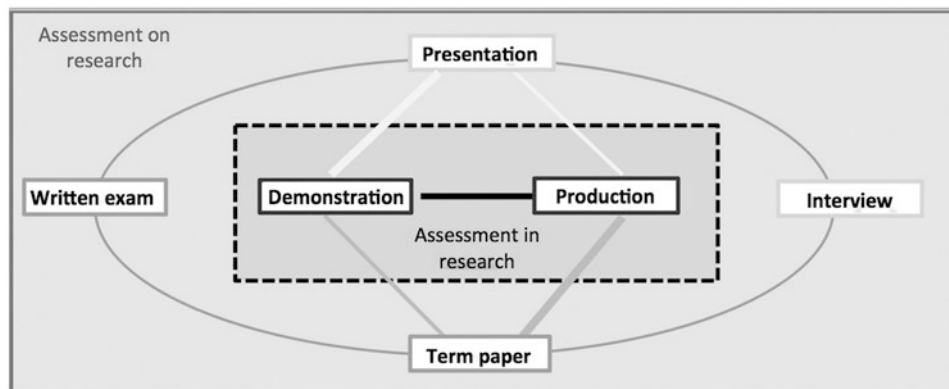 Assessment on
research
Presentation
Written exam
Demonstration
Production
Interview
Assessment in
research
Term paper